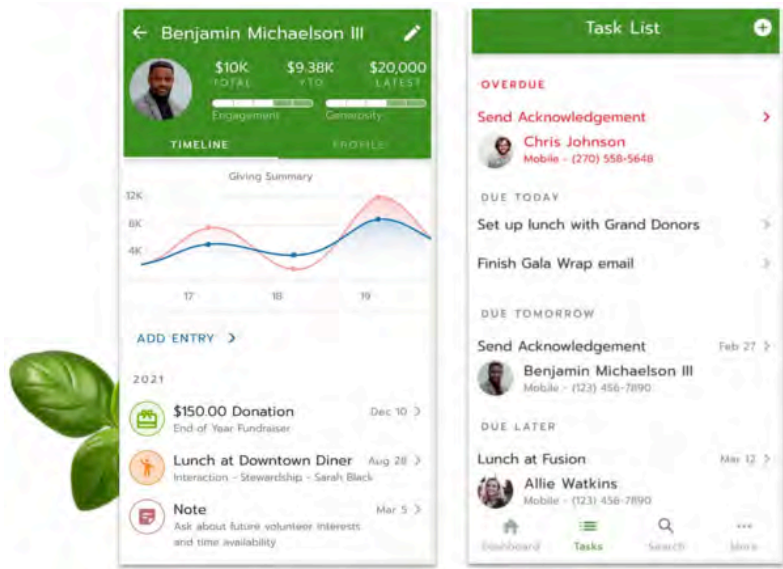 Benjamin Michaelson III
$10K $9.38K $20,000
TOTAL YTD LATEST
Engagement Generosity
TIMELINE PROFILE
Giving Summary
12K
8K
4K
17 18 19
ADD ENTRY
2021
$150.00 Donation Dec 10
End of Year Fundraiser
Lunch at Downtown Diner Aug 28
Interaction - Stewardship - Sarah Black
Note Mar 5
Ask about future volunteer interests
and time availability
Task List
OVERDUE
Send Acknowledgement
Chris Johnson
Mobile - (270) 558-5648
DUE TODAY
Set up lunch with Grand Donors
Finish Gala Wrap email
DUE TOMORROW
Send Acknowledgement Feb 27
Benjamin Michaelson III
Mobile - (123) 456-7890
DUE LATER
Lunch at Fusion Mar 12
Allie Watkins
Mobile - (123) 456-7890
Dashboard Tasks Search More